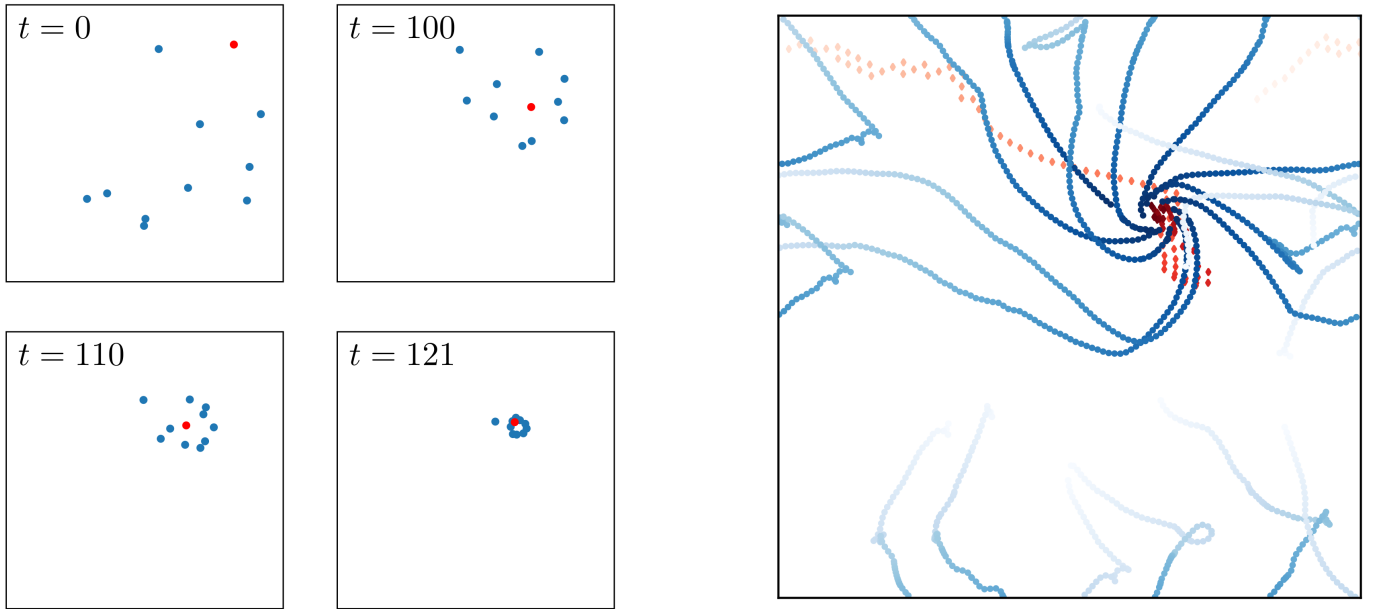 t = 0
t = 100
t = 110
t = 121